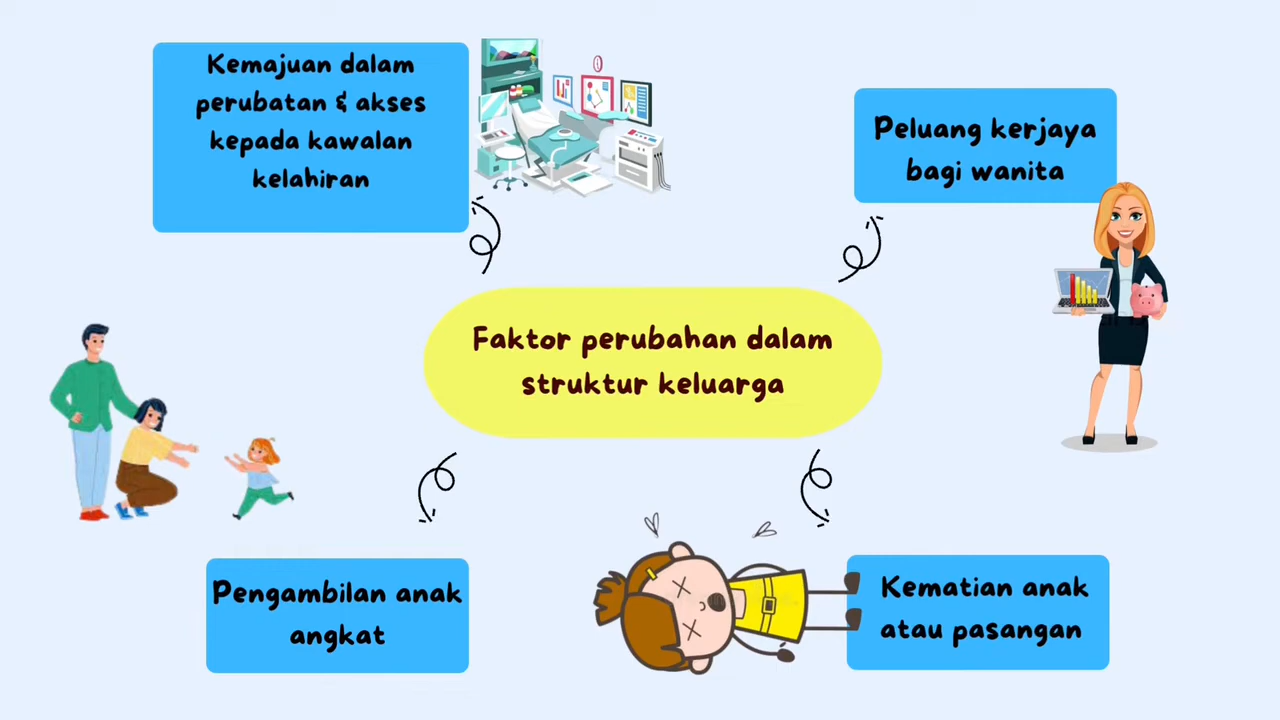 Kemajuan dalam
perubatan & akses
kepada kawalan
kelahiran
Peluang kerjaya
bagi wanita
Faktor perubahan dalam
struktur keluarga
Pengambilan anak
angkat
Kematian anak
atau pasangan